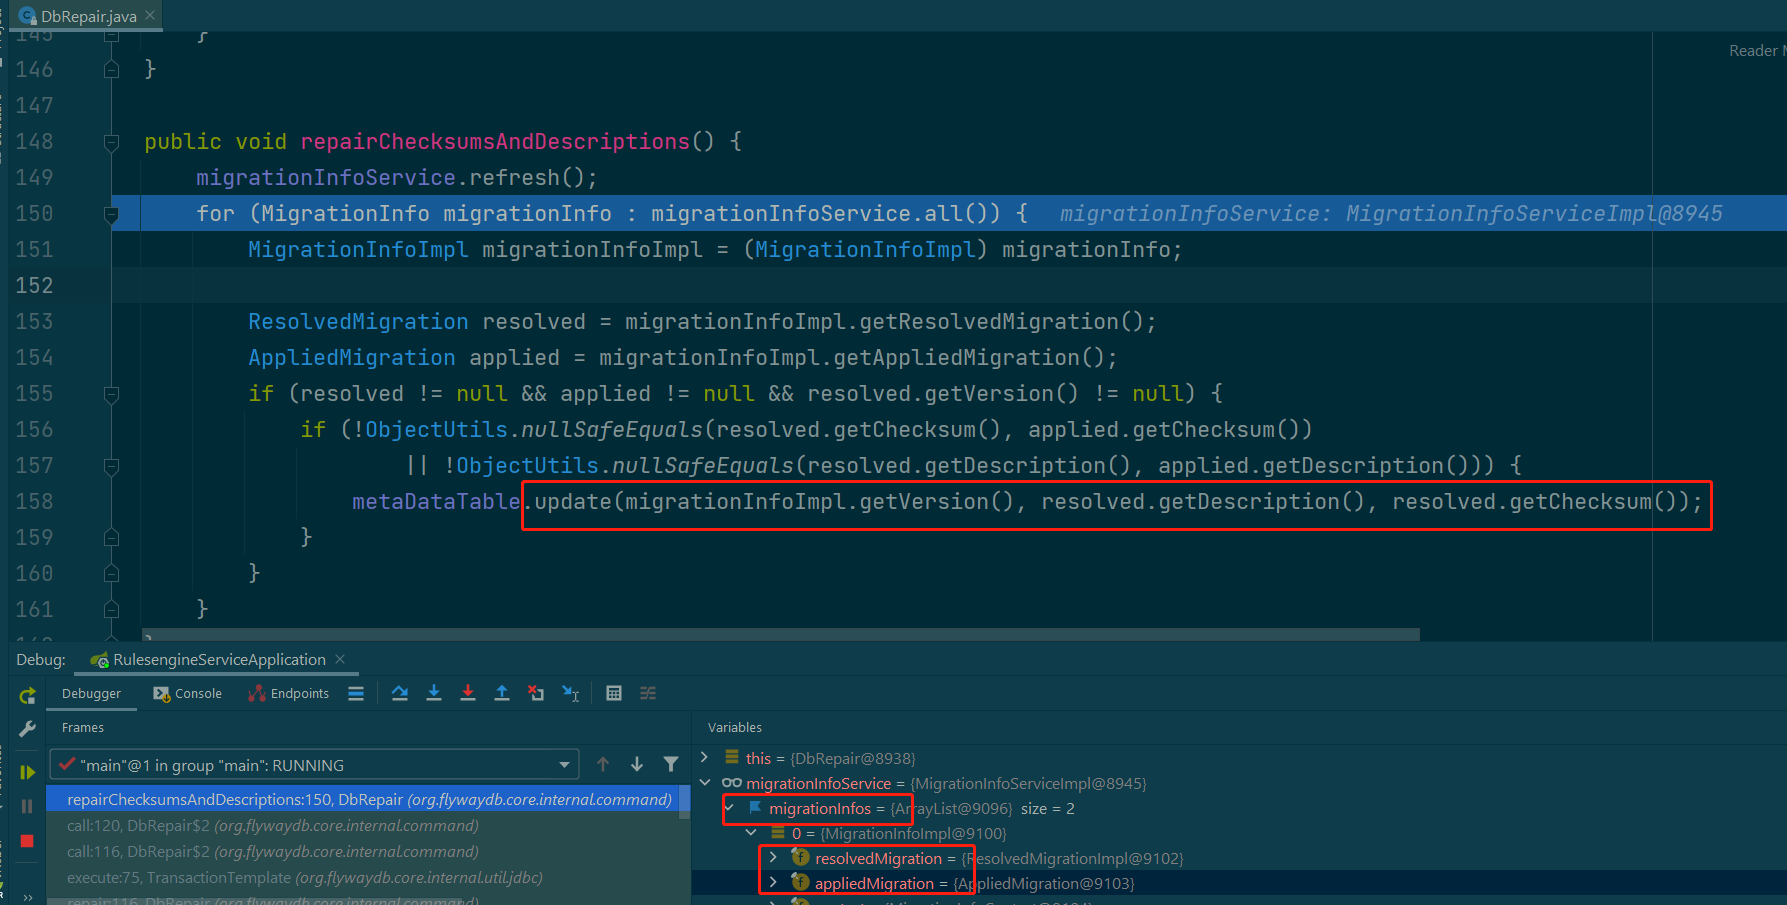 DbRepair.java
145 }
Reader
146 }
147
148 public void repairChecksumsAndDescriptions() {
149 migrationInfoService.refresh();
150 for (MigrationInfo migrationInfo : migrationInfoService.all()) { migrationInfoService: MigrationInfoServiceImpl@8945
151 MigrationInfoImpl migrationInfoImpl = (MigrationInfoImpl) migrationInfo;
152
153 ResolvedMigration resolved = migrationInfoImpl.getResolvedMigration();
154 AppliedMigration applied = migrationInfoImpl.getAppliedMigration();
155 if (resolved != null && applied != null && resolved.getVersion() != null) {
156 if (!ObjectUtils.nullSafeEquals(resolved.getChecksum(), applied.getChecksum())
157 || !ObjectUtils.nullSafeEquals(resolved.getDescription(), applied.getDescription())) {
158 metaDataTable.update(migrationInfoImpl.getVersion(), resolved.getDescription(), resolved.getChecksum());
159 }
160 }
161 }
Debug: RulesengineServiceApplication
Debugger Console Endpoints
Frames
Variables
"main"@1 in group "main": RUNNING
repairChecksumsAndDescriptions:150, DbRepair (org.flywaydb.core.internal.command)
call:120, DbRepair$2 (org.flywaydb.core.internal.command)
call:116, DbRepair$2 (org.flywaydb.core.internal.command)
execute:75, TransactionTemplate (org.flywaydb.core.internal.util.jdbc)
repair:116, DbRepair (org.flywaydb.core.internal.command)
this = {DbRepair@8938}
migrationInfoService = {MigrationInfoServiceImpl@8945}
migrationInfos = {ArrayList@9096} size = 2
0 = {MigrationInfoImpl@9100}
resolvedMigration = {ResolvedMigrationImpl@9102}
appliedMigration = {AppliedMigration@9103}